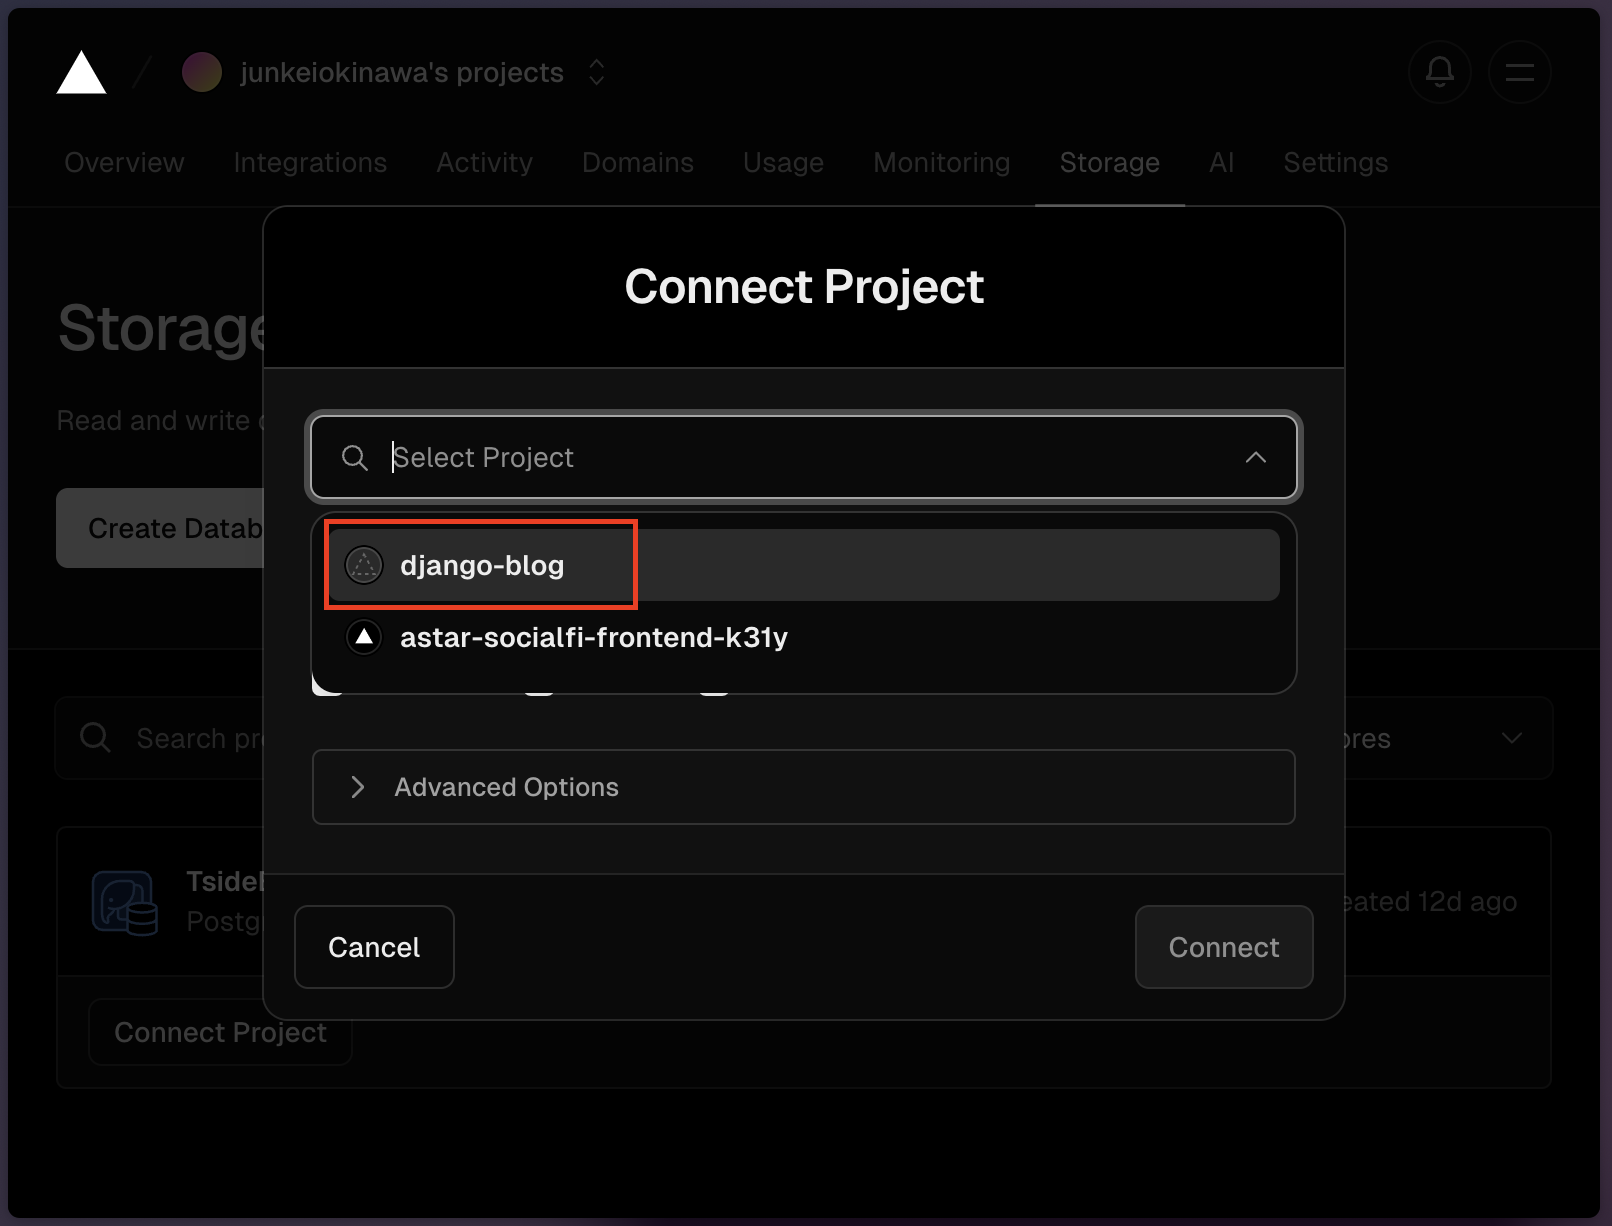 junkeiokinawa's projects
Overview Integrations Activity Domains Usage Monitoring Storage AI Settings
Connect Project
Storage
Read and write
Select Project
Create Datab
django-blog
astar-socialfi-frontend-k31y
Search pr
Advanced Options
Postg
Cancel
Connect
eated 12d ago
Connect Project